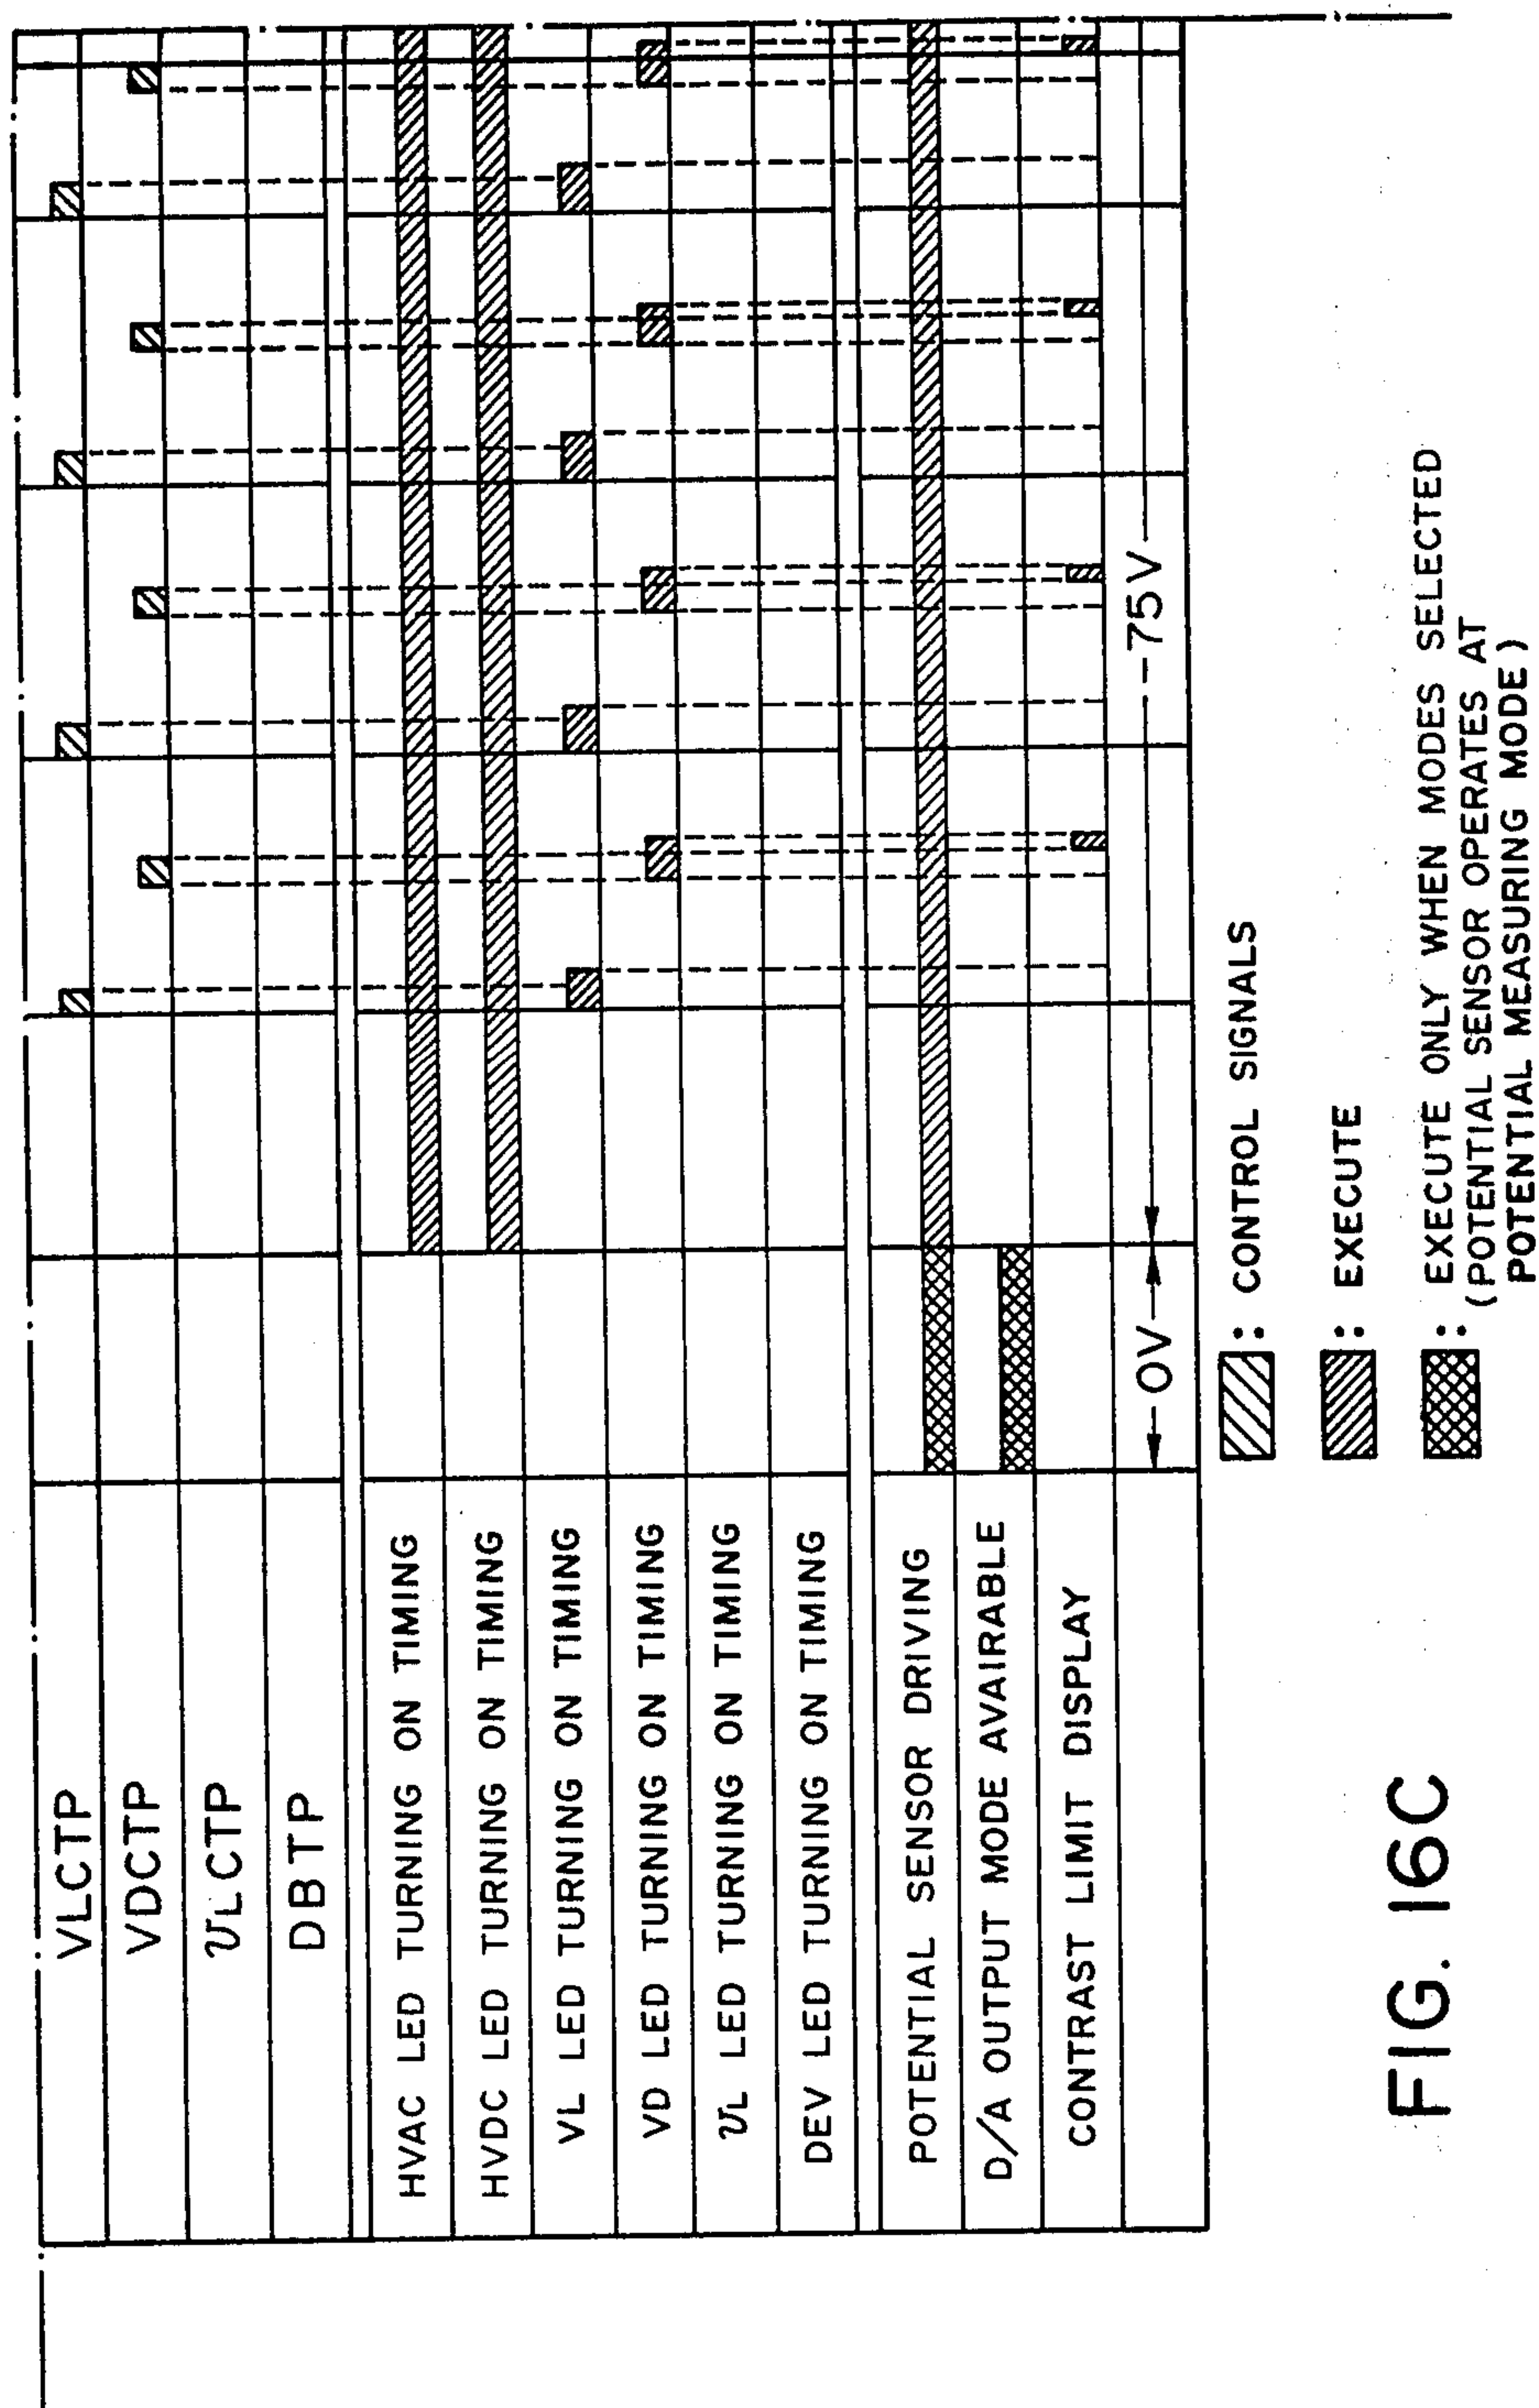 VLCTP
VDCTP
υLCTP
DBTP
HVAC LED TURNING ON TIMING
HVDC LED TURNING ON TIMING
VL LED TURNING ON TIMING
VD LED TURNING ON TIMING
υL LED TURNING ON TIMING
DEV LED TURNING ON TIMING
POTENTIAL SENSOR DRIVING
D/A OUTPUT MODE AVAIRABLE
CONTRAST LIMIT DISPLAY
0V
-75V
: CONTROL SIGNALS
: EXECUTE
: EXECUTE ONLY WHEN MODES SELECTED
(POTENTIAL SENSOR OPERATES AT
POTENTIAL MEASURING MODE)
FIG. 16C